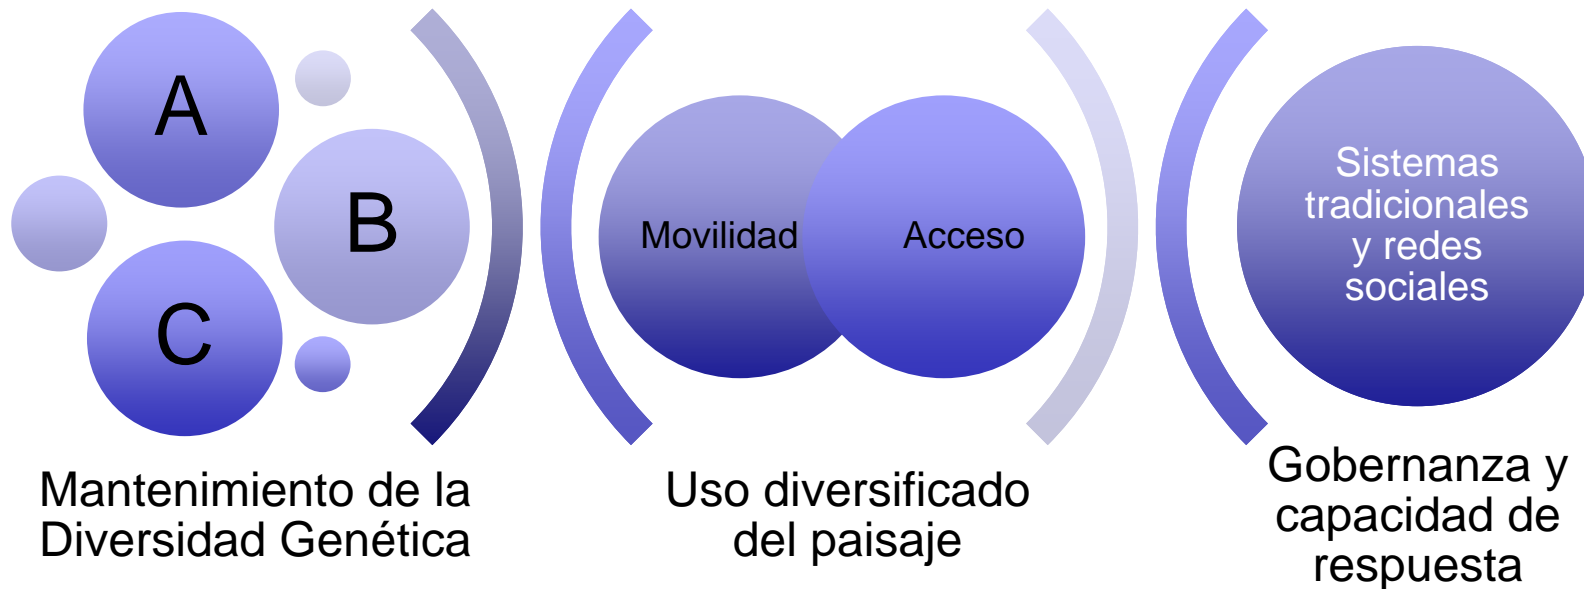 A
B
C
Mantenimiento de la
Diversidad Genética
Movilidad
Acceso
Uso diversificado
del paisaje
Sistemas
tradicionales
y redes
sociales
Gobernanza y
capacidad de
respuesta